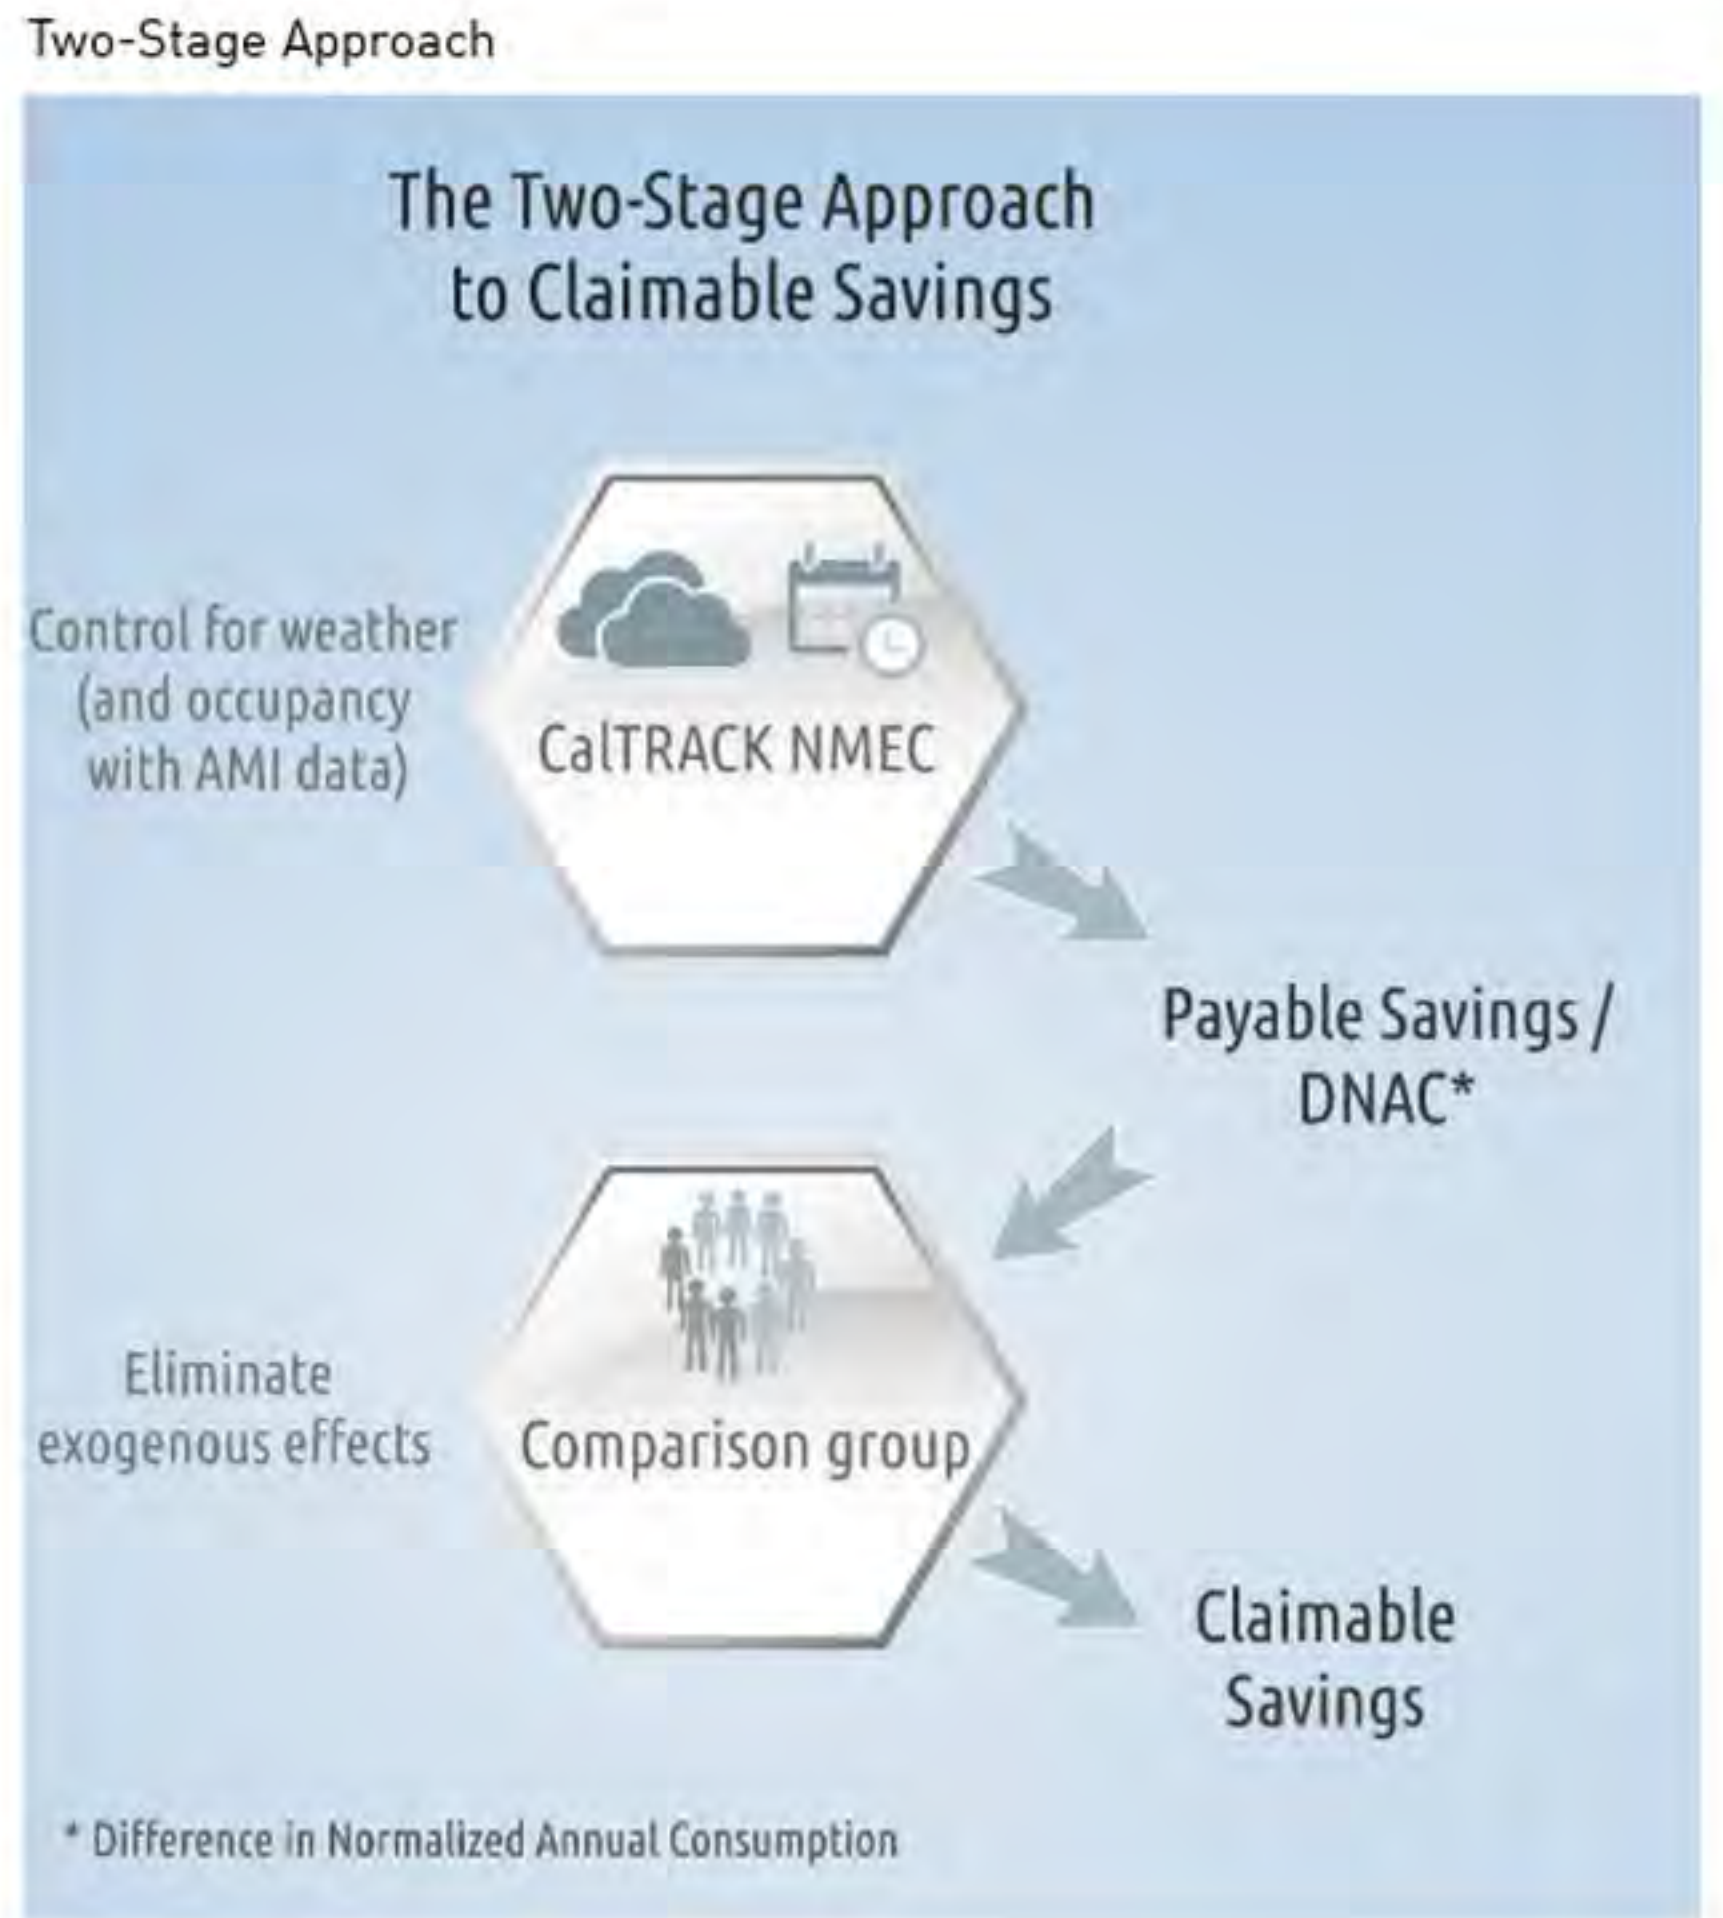 Two-Stage Approach
The Two-Stage Approach
to Claimable Savings
Control for weather
(and occupancy
with AMI data)
CalTRACK NMEC
Payable Savings /
DNAC*
Eliminate
exogenous effects
Comparison group
Claimable
Savings
* Difference in Normalized Annual Consumption